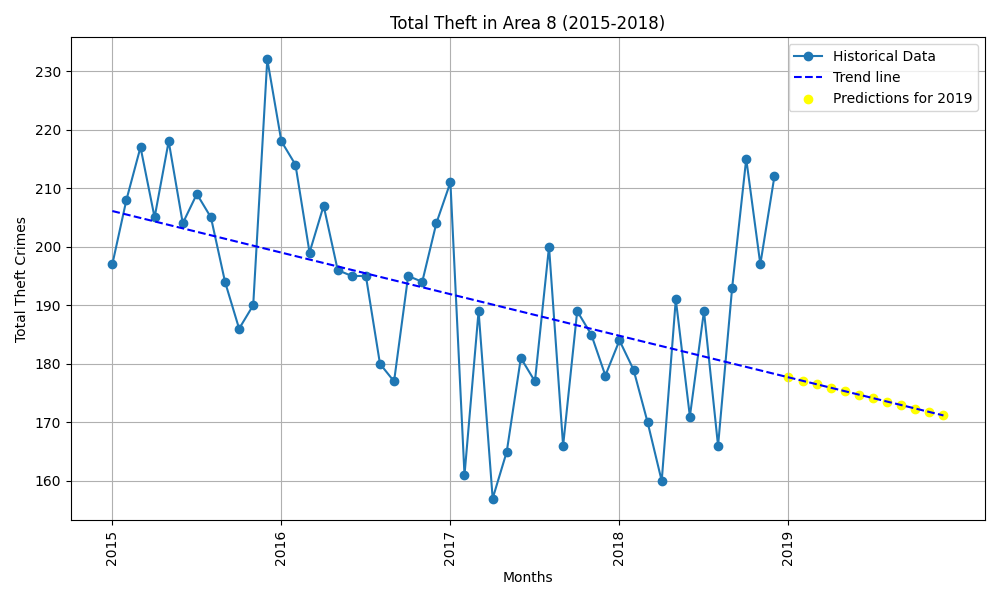 Total Theft in Area 8 (2015-2018)
Historical Data
Trend line
Predictions for 2019
Total Theft Crimes
230
220
210
200
190
180
170
160
2015
2016
2017
2018
2019
Months